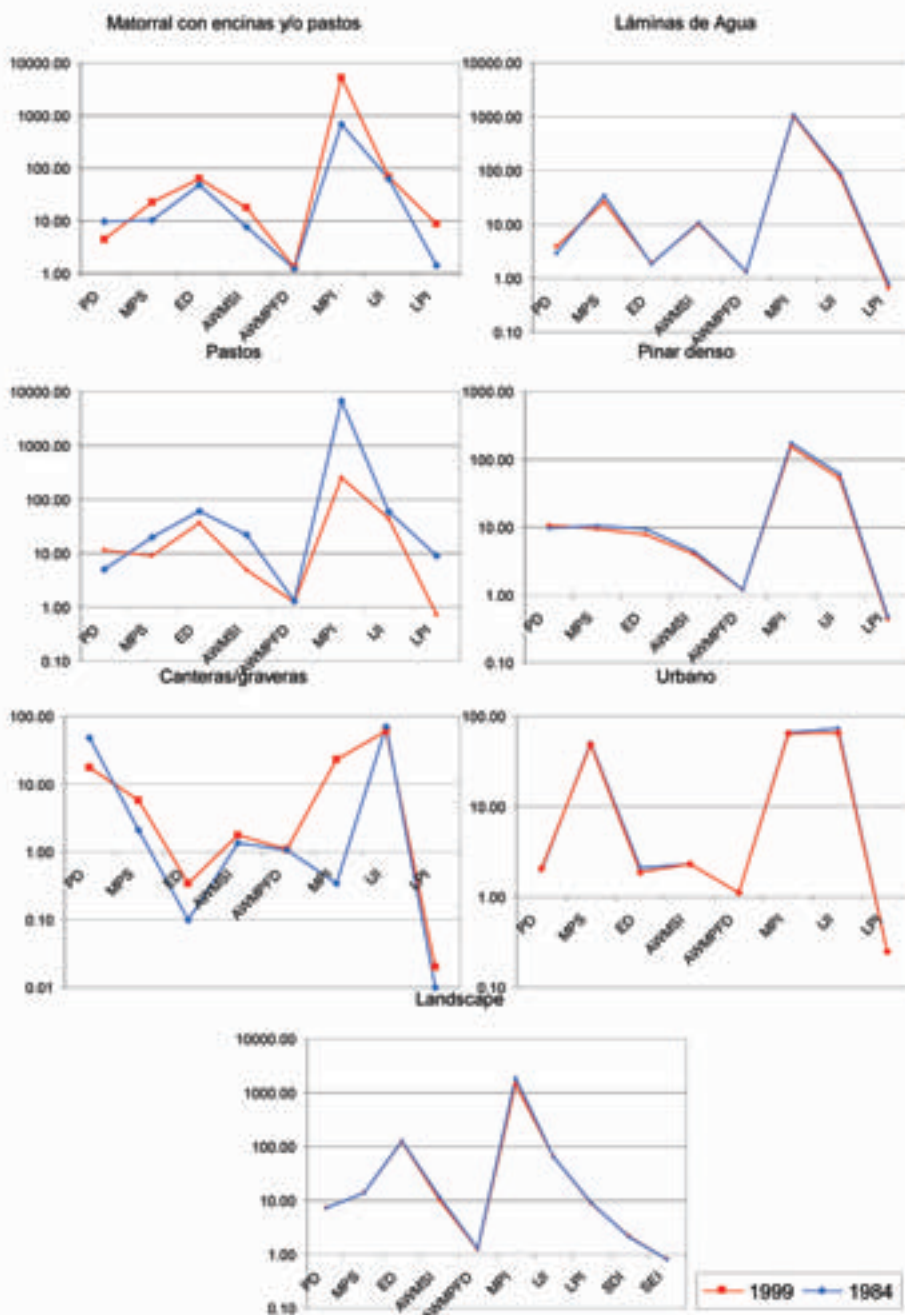 Matorral con encinas y/o pastos
10000.00
1000.00
100.00
10.00
1.00
PD MPS ED AWMSI AWMPFD MPI IJI LPI
Láminas de Agua
10000.00
1000.00
100.00
10.00
1.00
0.10
PD MPS ED AWMSI AWMPFD MPI IJI LPI
Pastos
10000.00
1000.00
100.00
10.00
1.00
0.10
PD MPS ED AWMSI AWMPFD MPI IJI LPI
Pinar denso
1000.00
100.00
10.00
1.00
0.10
PD MPS ED AWMSI AWMPFD MPI IJI LPI
Canteras/graveras
100.00
10.00
1.00
0.10
0.01
PD MPS ED AWMSI AWMPFD MPI IJI LPI
Urbano
100.00
10.00
1.00
0.10
PD MPS ED AWMSI AWMPFD MPI IJI LPI
Landscape
10000.00
1000.00
100.00
10.00
1.00
0.10
PD MPS ED AWMSI AWMPFD MPI IJI LPI SDI SEI
1999 1984